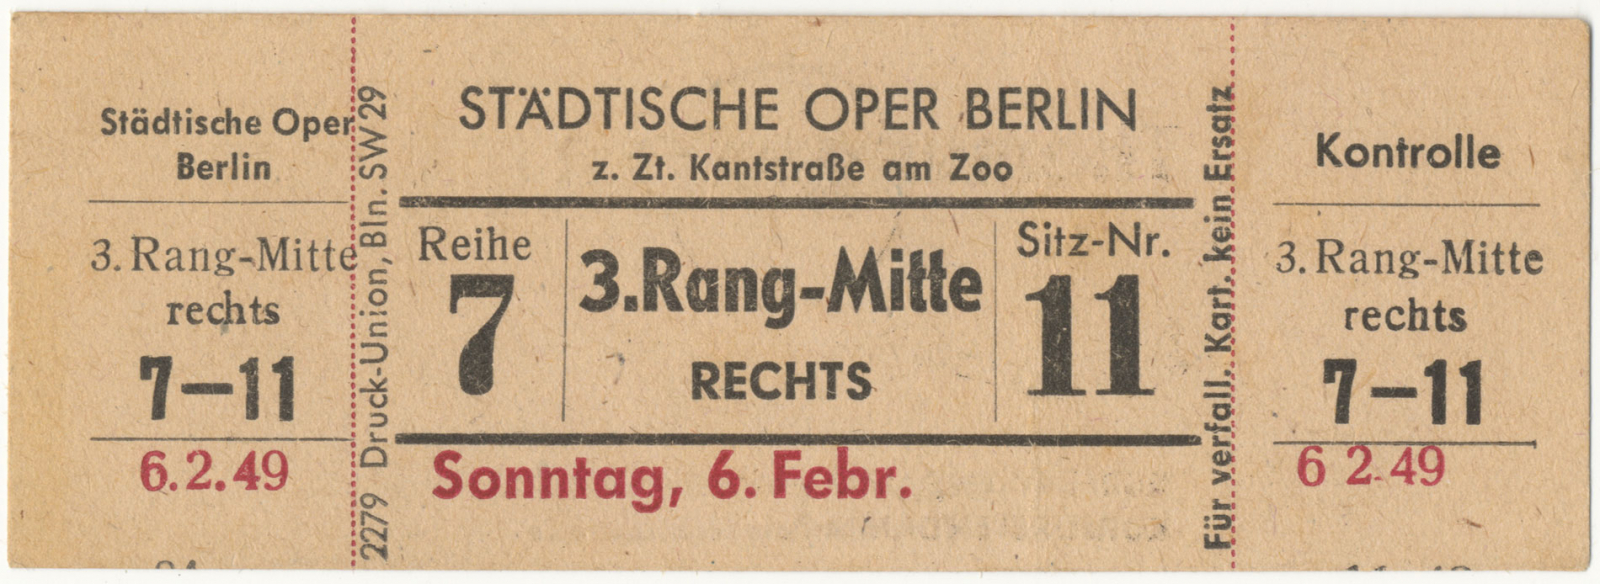 Städtische Oper
Berlin
3. Rang-Mitte
rechts
7—11
6.2.49
2279 Druck-Union, Bln. SW 29
STÄDTISCHE OPER BERLIN
z. Zt. Kantstraße am Zoo
Reihe
7
3. Rang-Mitte
RECHTS
Sitz-Nr.
11
Sonntag, 6. Febr.
Für verfall. Kart. kein Ersatz
Kontrolle
3. Rang-Mitte
rechts
7—11
6 2.49